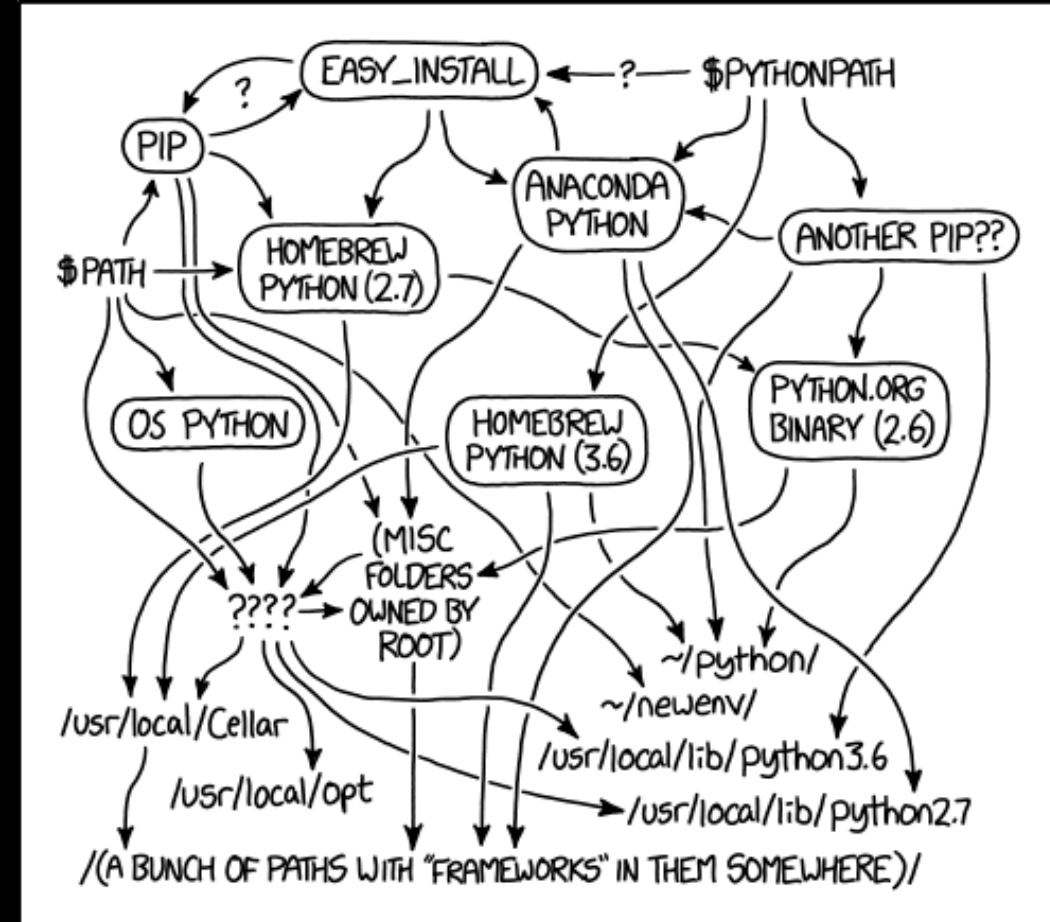 EASY_INSTALL
?
$PYTHONPATH
?
PIP
ANACONDA
PYTHON
ANOTHER PIP??
HOMEBREW
PYTHON (2.7)
$PATH
OS PYTHON
HOMEBREW
PYTHON (3.6)
PYTHON.ORG
BINARY (2.6)
(MISC
FOLDERS
OWNED BY
ROOT)
????
~/python/
~/newenv/
/usr/local/Cellar
/usr/local/lib/python3.6
/usr/local/opt
/usr/local/lib/python2.7
/(A BUNCH OF PATHS WITH "FRAMEWORKS" IN THEM SOMEWHERE)/